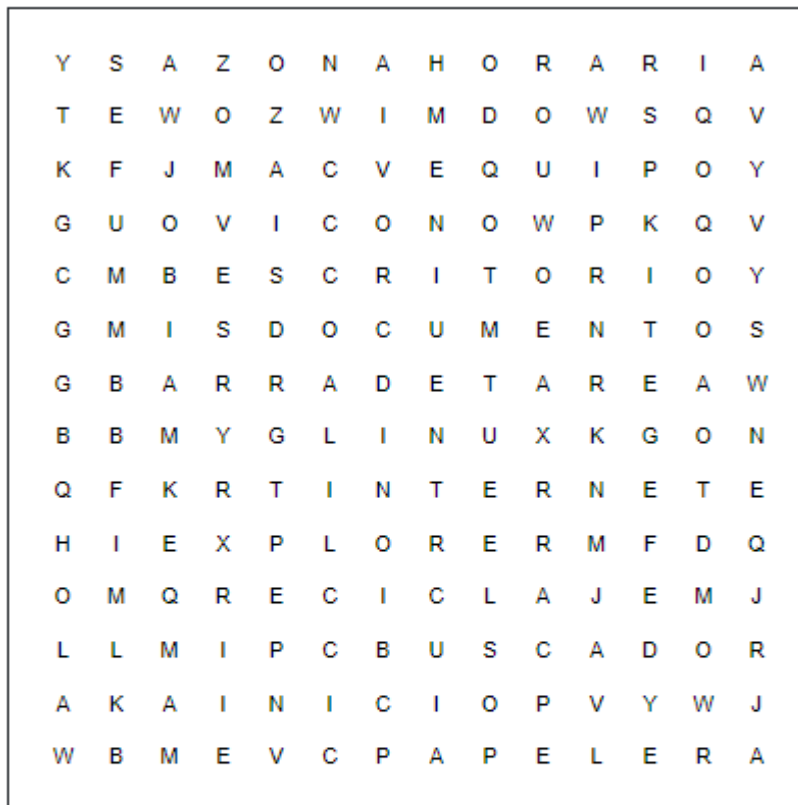 Y S A Z O N A H O R A R I A
T E W O Z W I M D O W S Q V
K F J M A C V E Q U I P O Y
G U O V I C O N O W P K Q V
C M B E S C R I T O R I O Y
G M I S D O C U M E N T O S
G B A R R A D E T A R E A W
B B M Y G L I N U X K G O N
Q F K R T I N T E R N E T E
H I E X P L O R E R M F D Q
O M Q R E C I C L A J E M J
L L M I P C B U S C A D O R
A K A I N I C I O P V Y W J
W B M E V C P A P E L E R A